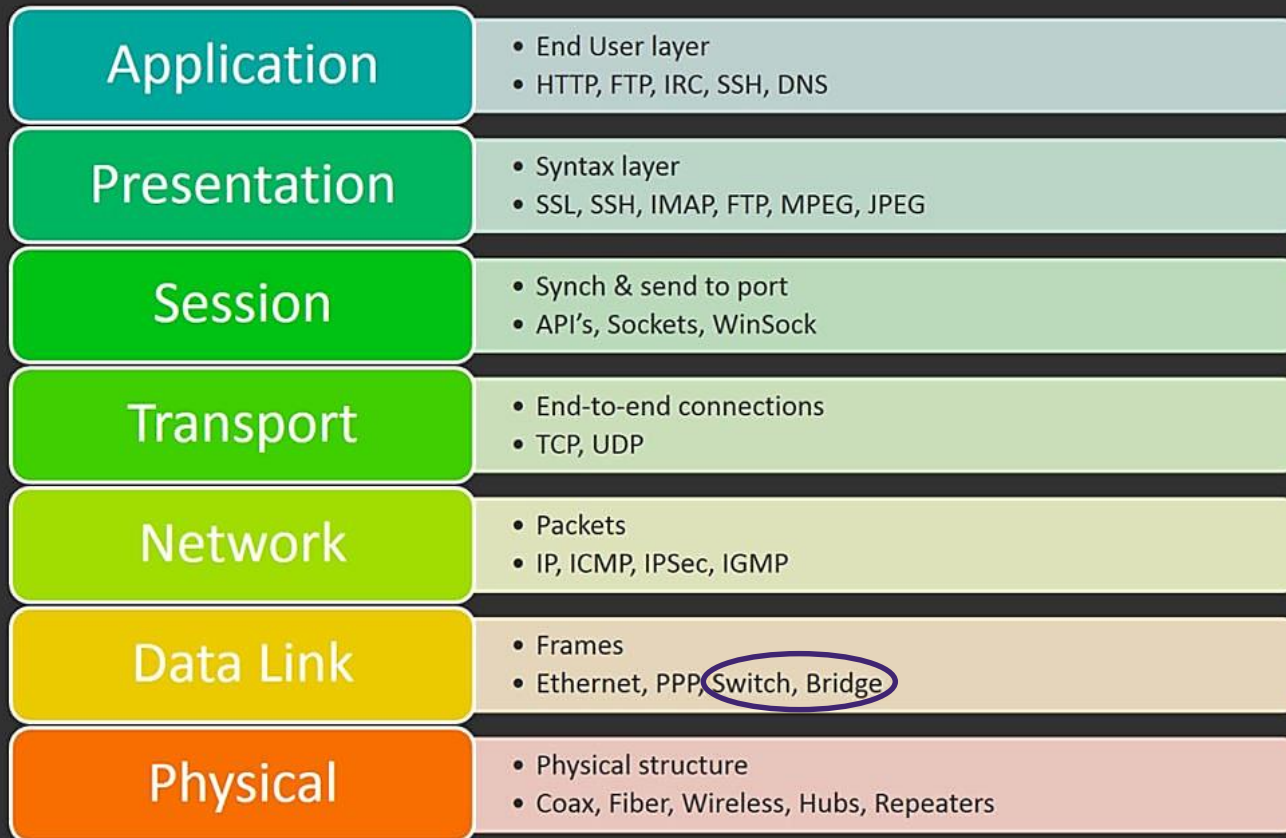 Application
• End User layer
• HTTP, FTP, IRC, SSH, DNS
Presentation
• Syntax layer
• SSL, SSH, IMAP, FTP, MPEG, JPEG
Session
• Synch & send to port
• API’s, Sockets, WinSock
Transport
• End-to-end connections
• TCP, UDP
Network
• Packets
• IP, ICMP, IPSec, IGMP
Data Link
• Frames
• Ethernet, PPP, Switch, Bridge
Physical
• Physical structure
• Coax, Fiber, Wireless, Hubs, Repeaters